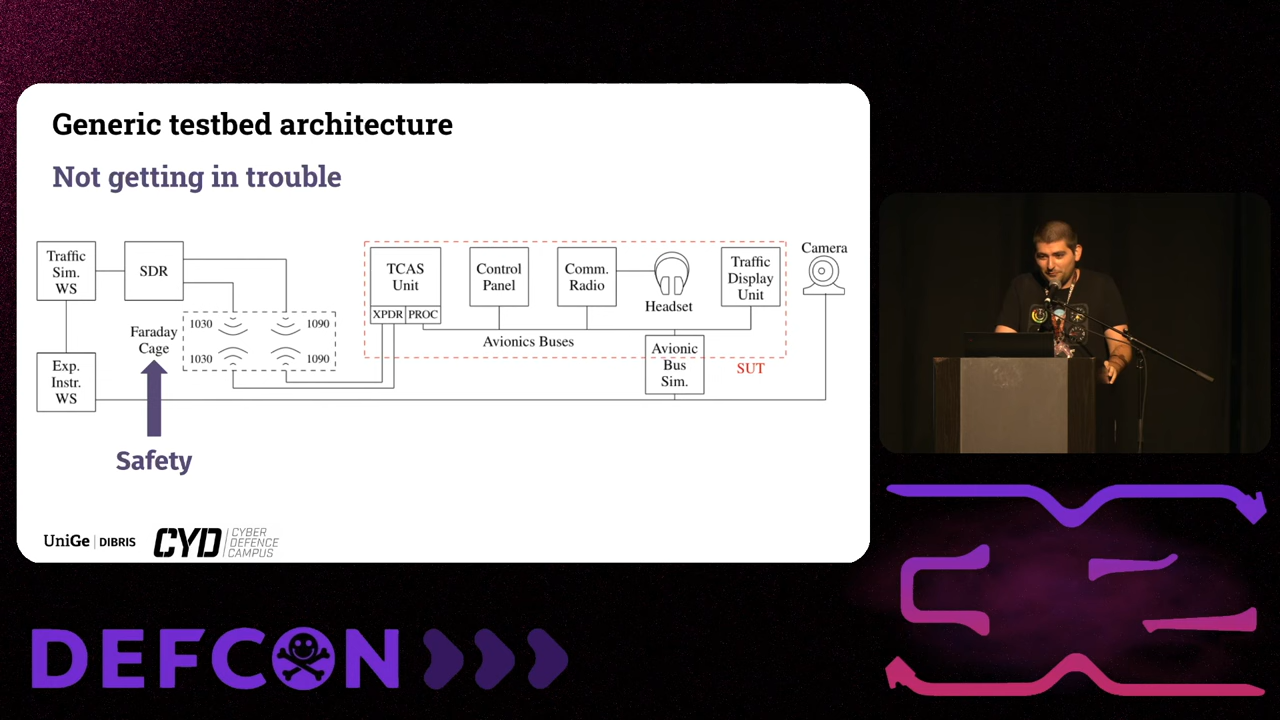 Generic testbed architecture
Not getting in trouble
Traffic
Sim.
WS
SDR
1030
1090
Faraday
Cage
1030
1090
Exp.
Instr.
WS
Safety
TCAS
Unit
XPDR
PROC
Control
Panel
Comm.
Radio
Headset
Traffic
Display
Unit
Camera
Avionics Buses
Avionic
Bus
Sim.
SUT
UniGe | DIBRIS
CYD
CYBER
DEFENCE
CAMPUS
DEFCON